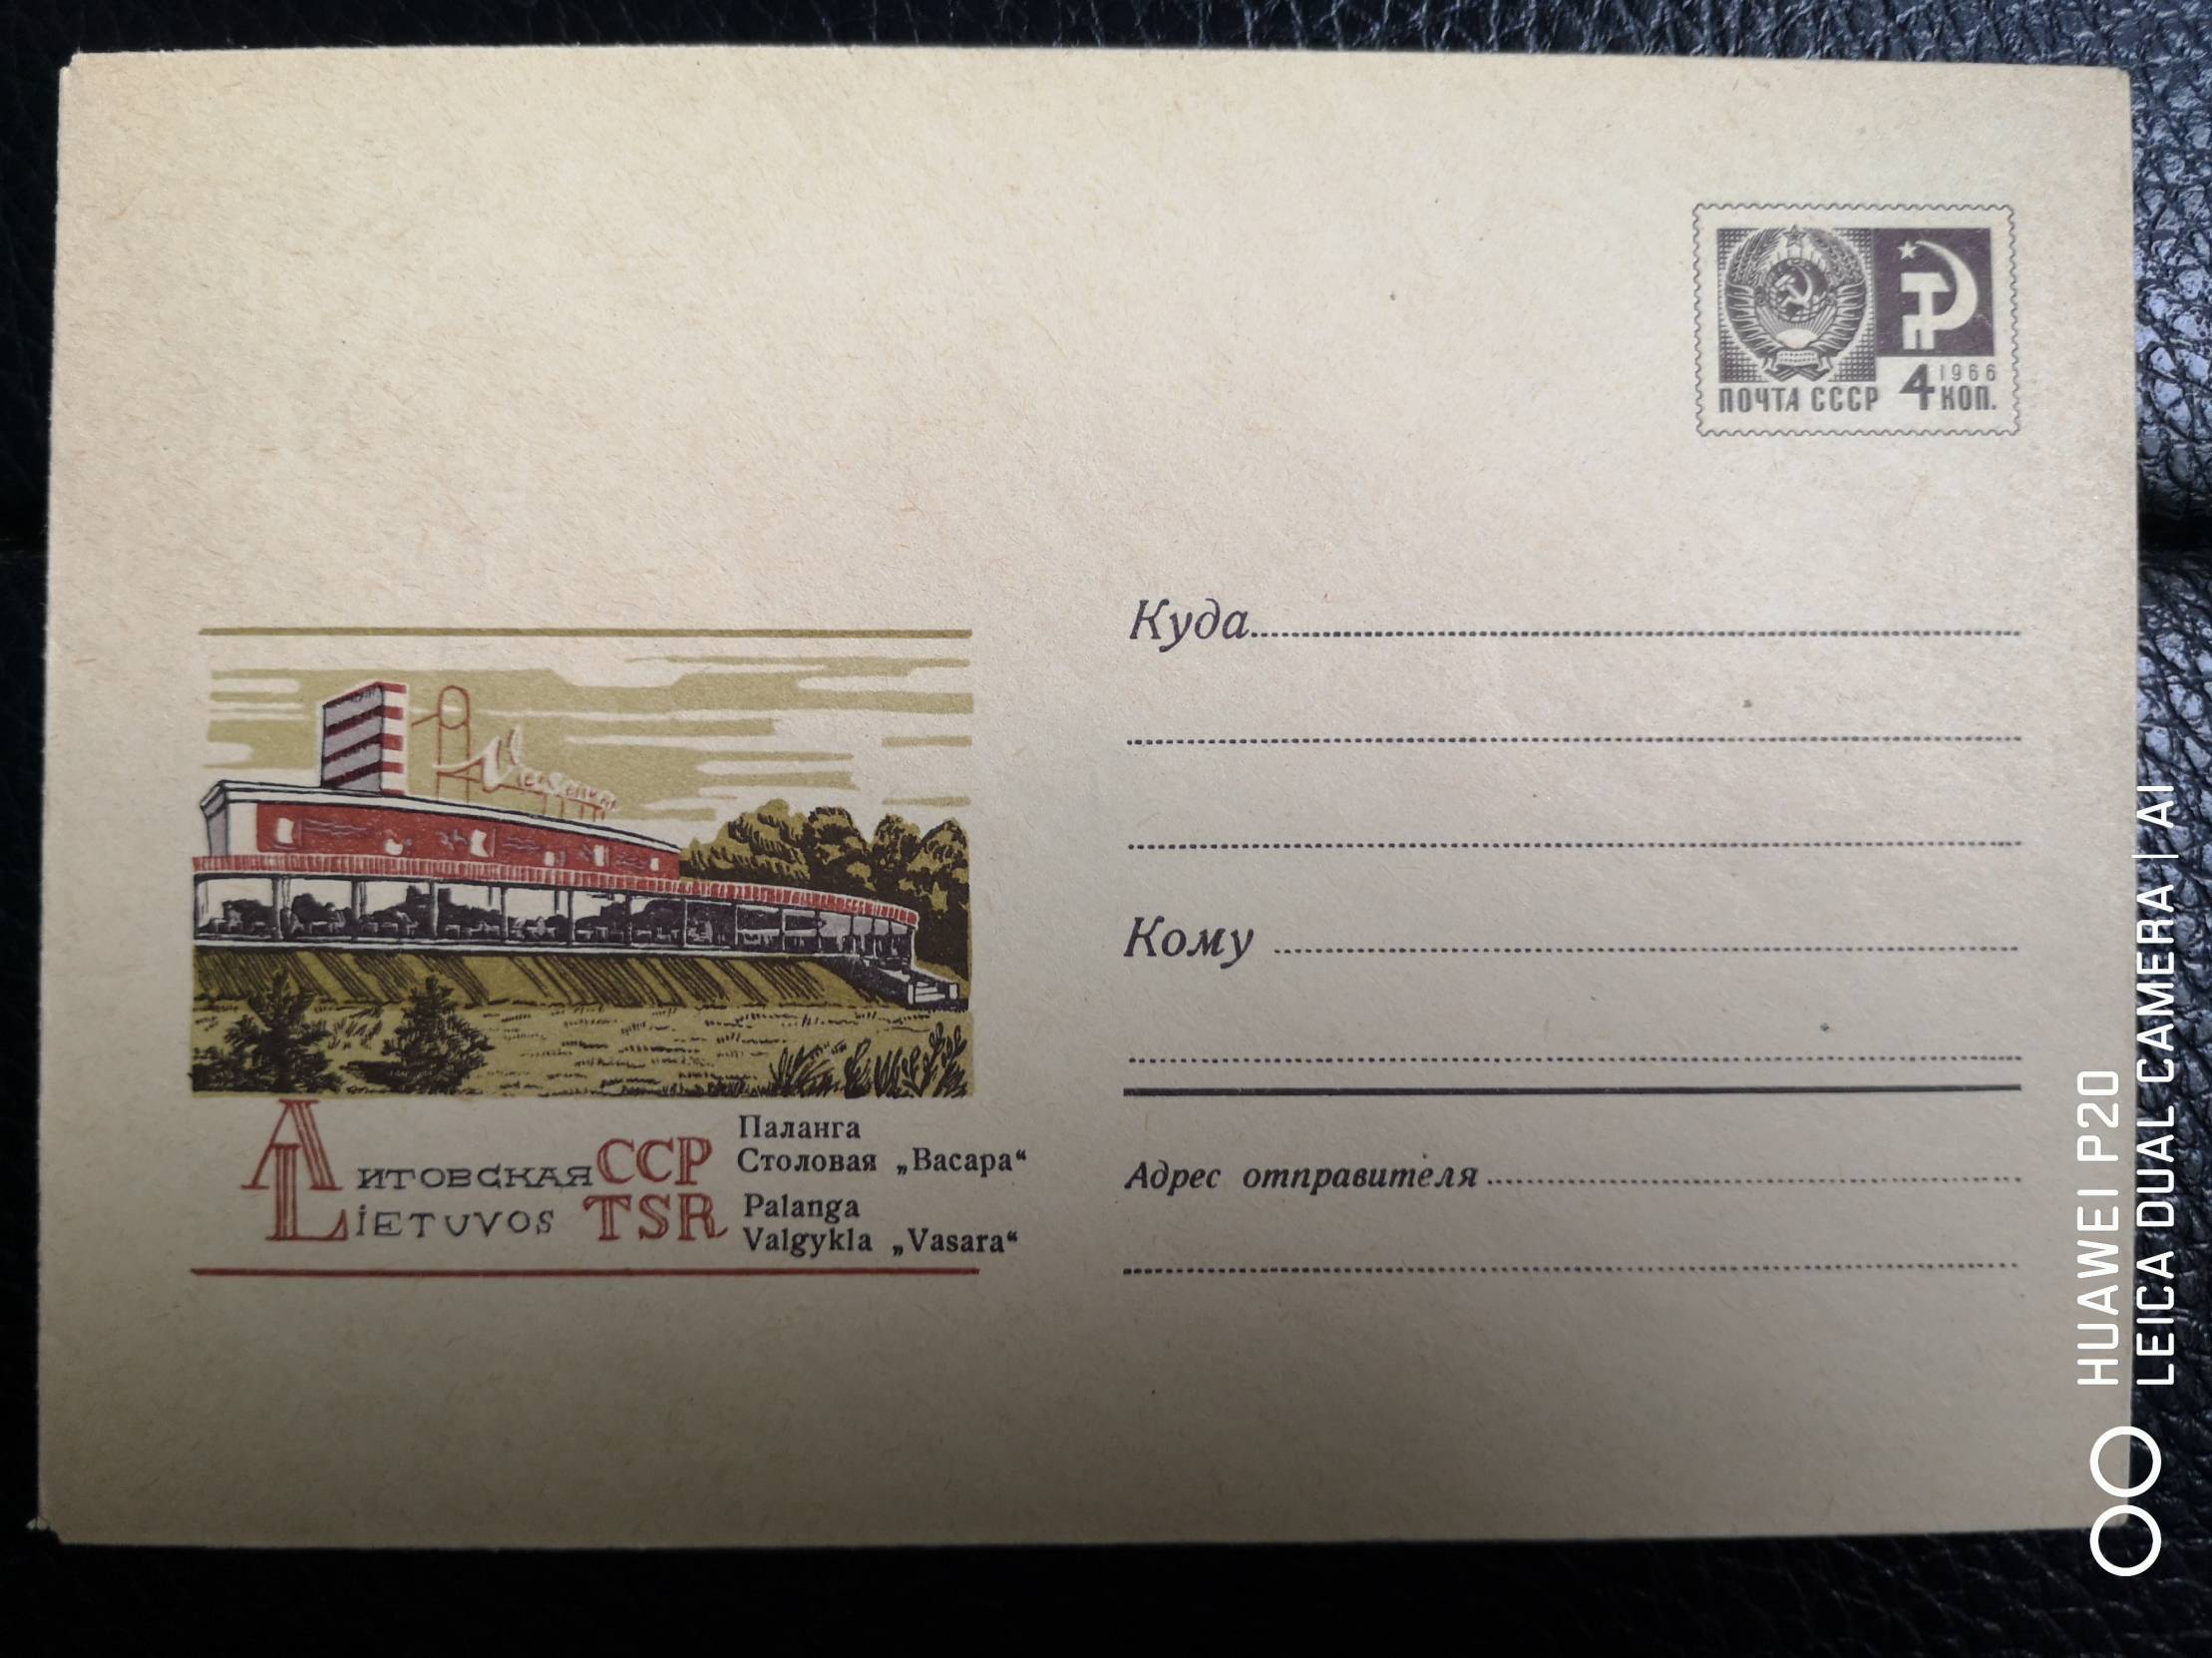 1966
ПОЧТА СССР 4 КОП.
Куда
Кому
Литовская ССР
Lietuvos TSR
Паланга
Столовая „Васара“
Palanga
Valgykla „Vasara“
Адрес отправителя
HUAWEI P20
LEICA DUAL CAMERA | AI